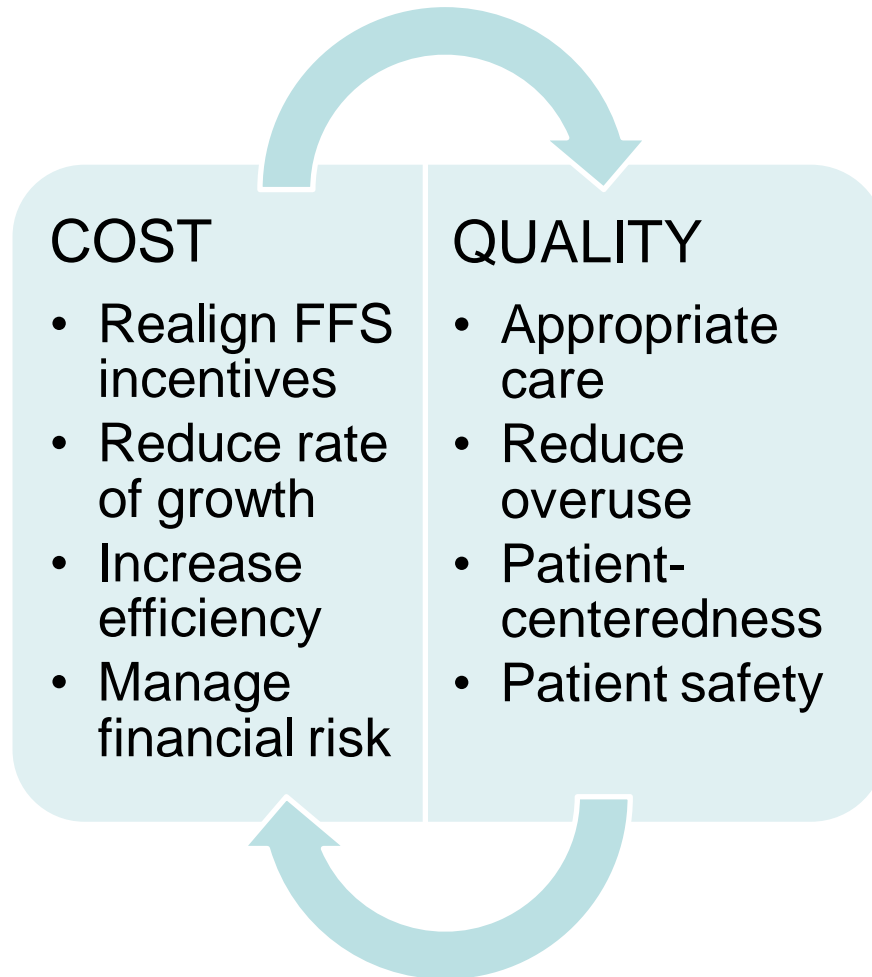 COST
• Realign FFS
incentives
• Reduce rate
of growth
• Increase
efficiency
• Manage
financial risk
QUALITY
• Appropriate
care
• Reduce
overuse
• Patient-
centeredness
• Patient safety